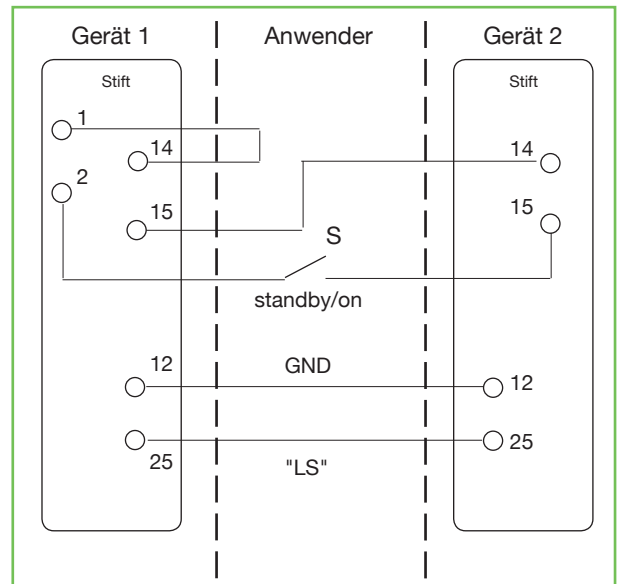 Gerät 1 Anwender Gerät 2
Stift Stift
1
14 14
2
15 15
S
standby/on
12 GND 12
25 25
"LS"